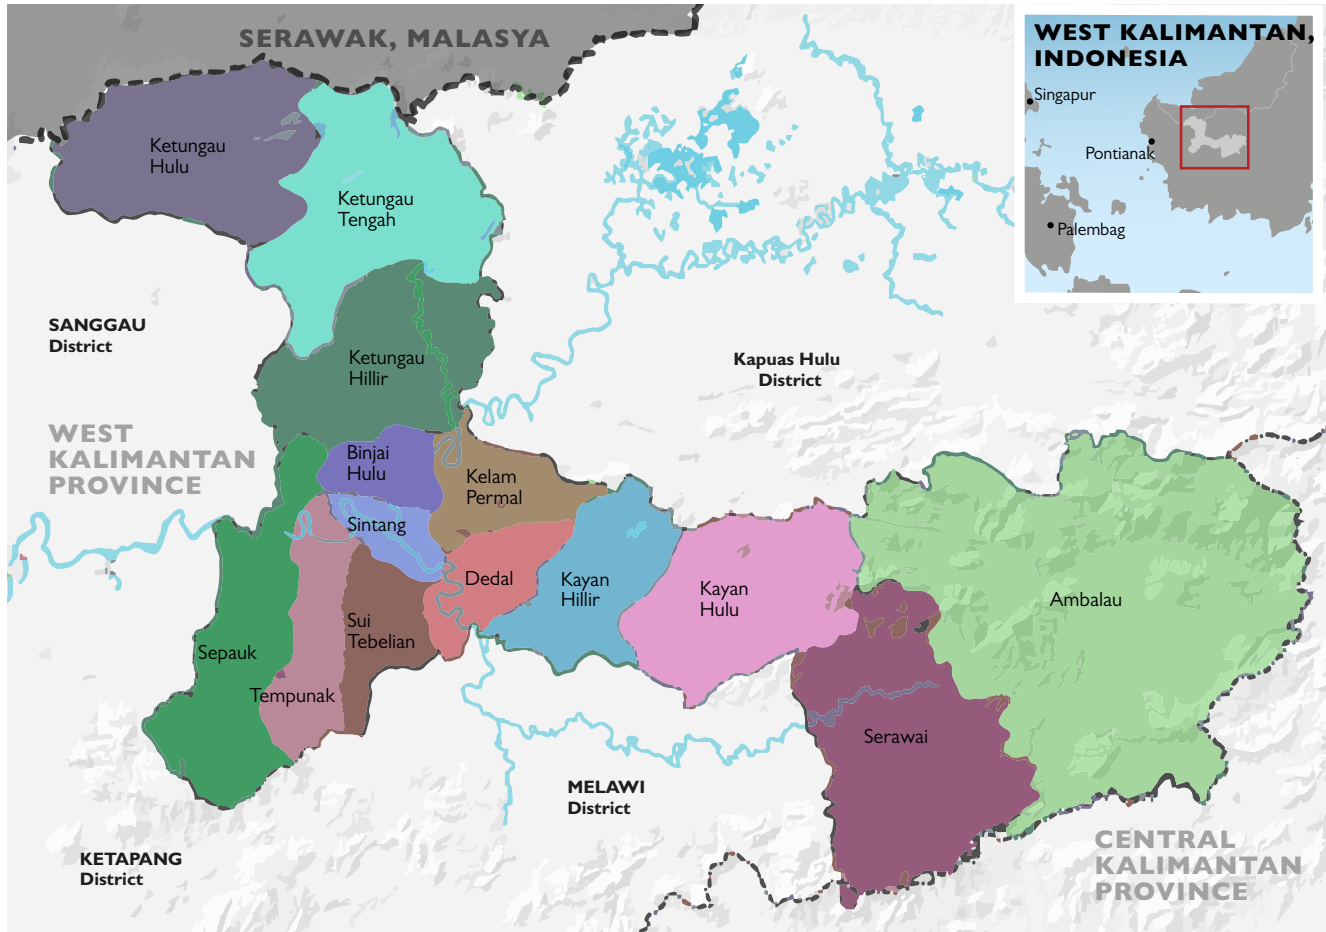 SERAWAK, MALASYA
WEST KALIMANTAN,
INDONESIA
Singapur
Pontianak
Palembag
Ketungau
Hulu
Ketungau
Tengah
SANGGAU
District
Ketungau
Hillir
Kapuas Hulu
District
WEST
KALIMANTAN
PROVINCE
Binjai
Hulu
Kelam
Permal
Sintang
Dedal
Kayan
Hillir
Kayan
Hulu
Ambalau
Sui
Tebelian
Sepauk
Tempunak
Serawai
MELAWI
District
KETAPANG
District
CENTRAL
KALIMANTAN
PROVINCE